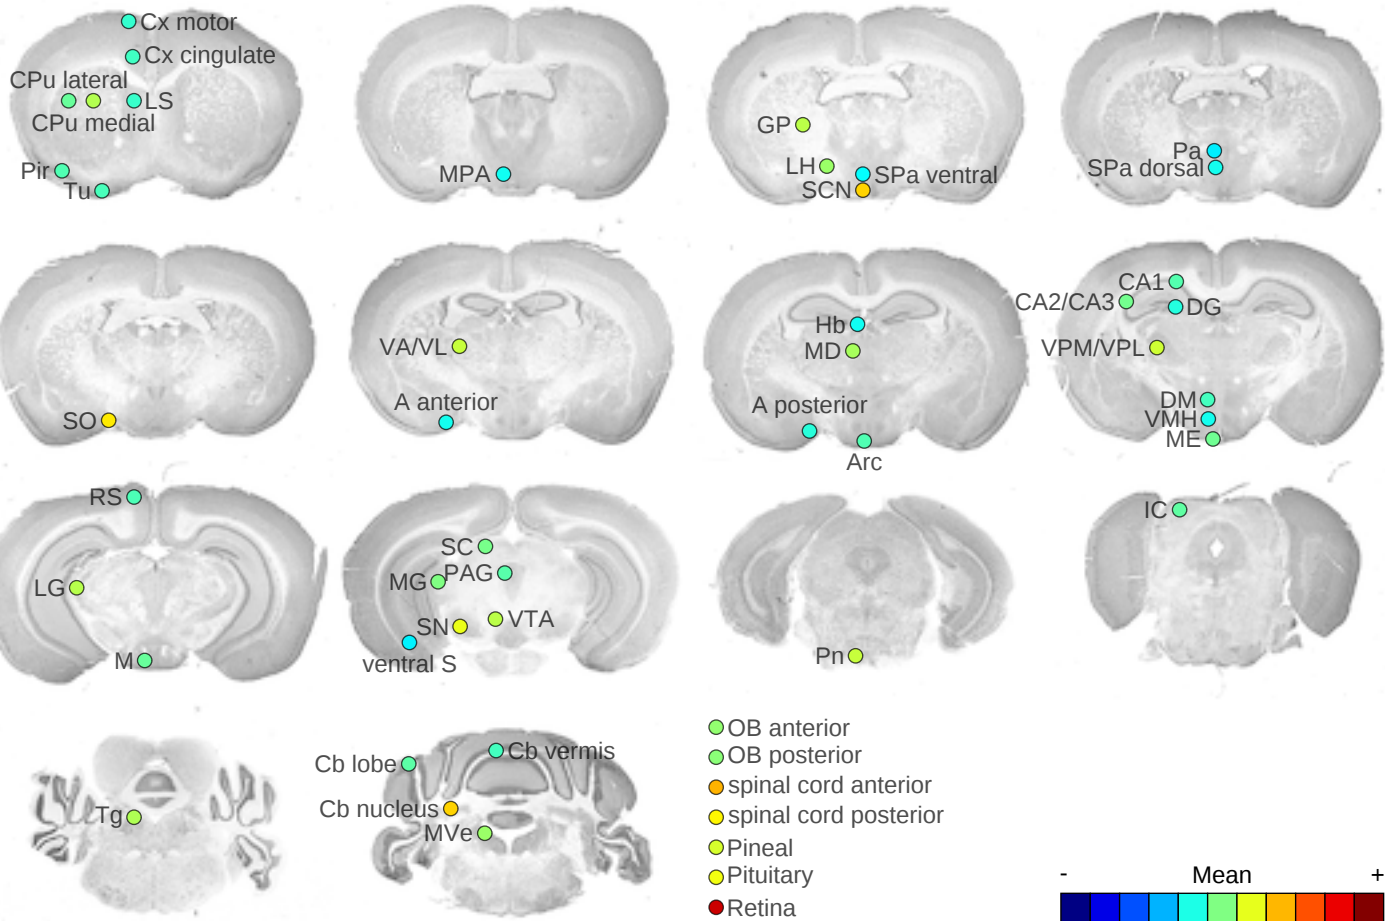 Cx motor
Cx cingulate
CPu lateral
LS
CPu medial
Pir
Tu
MPA
GP
LH
SPa ventral
SCN
Pa
SPa dorsal
SO
VA/VL
A anterior
Hb
MD
A posterior
Arc
CA1
CA2/CA3
DG
VPM/VPL
DM
VMH
ME
RS
LG
M
SC
PAG
MG
SN
VTA
ventral S
Pn
IC
Tg
Cb lobe
Cb vermis
Cb nucleus
MVe
OB anterior
OB posterior
spinal cord anterior
spinal cord posterior
Pineal
Pituitary
Retina
- Mean +